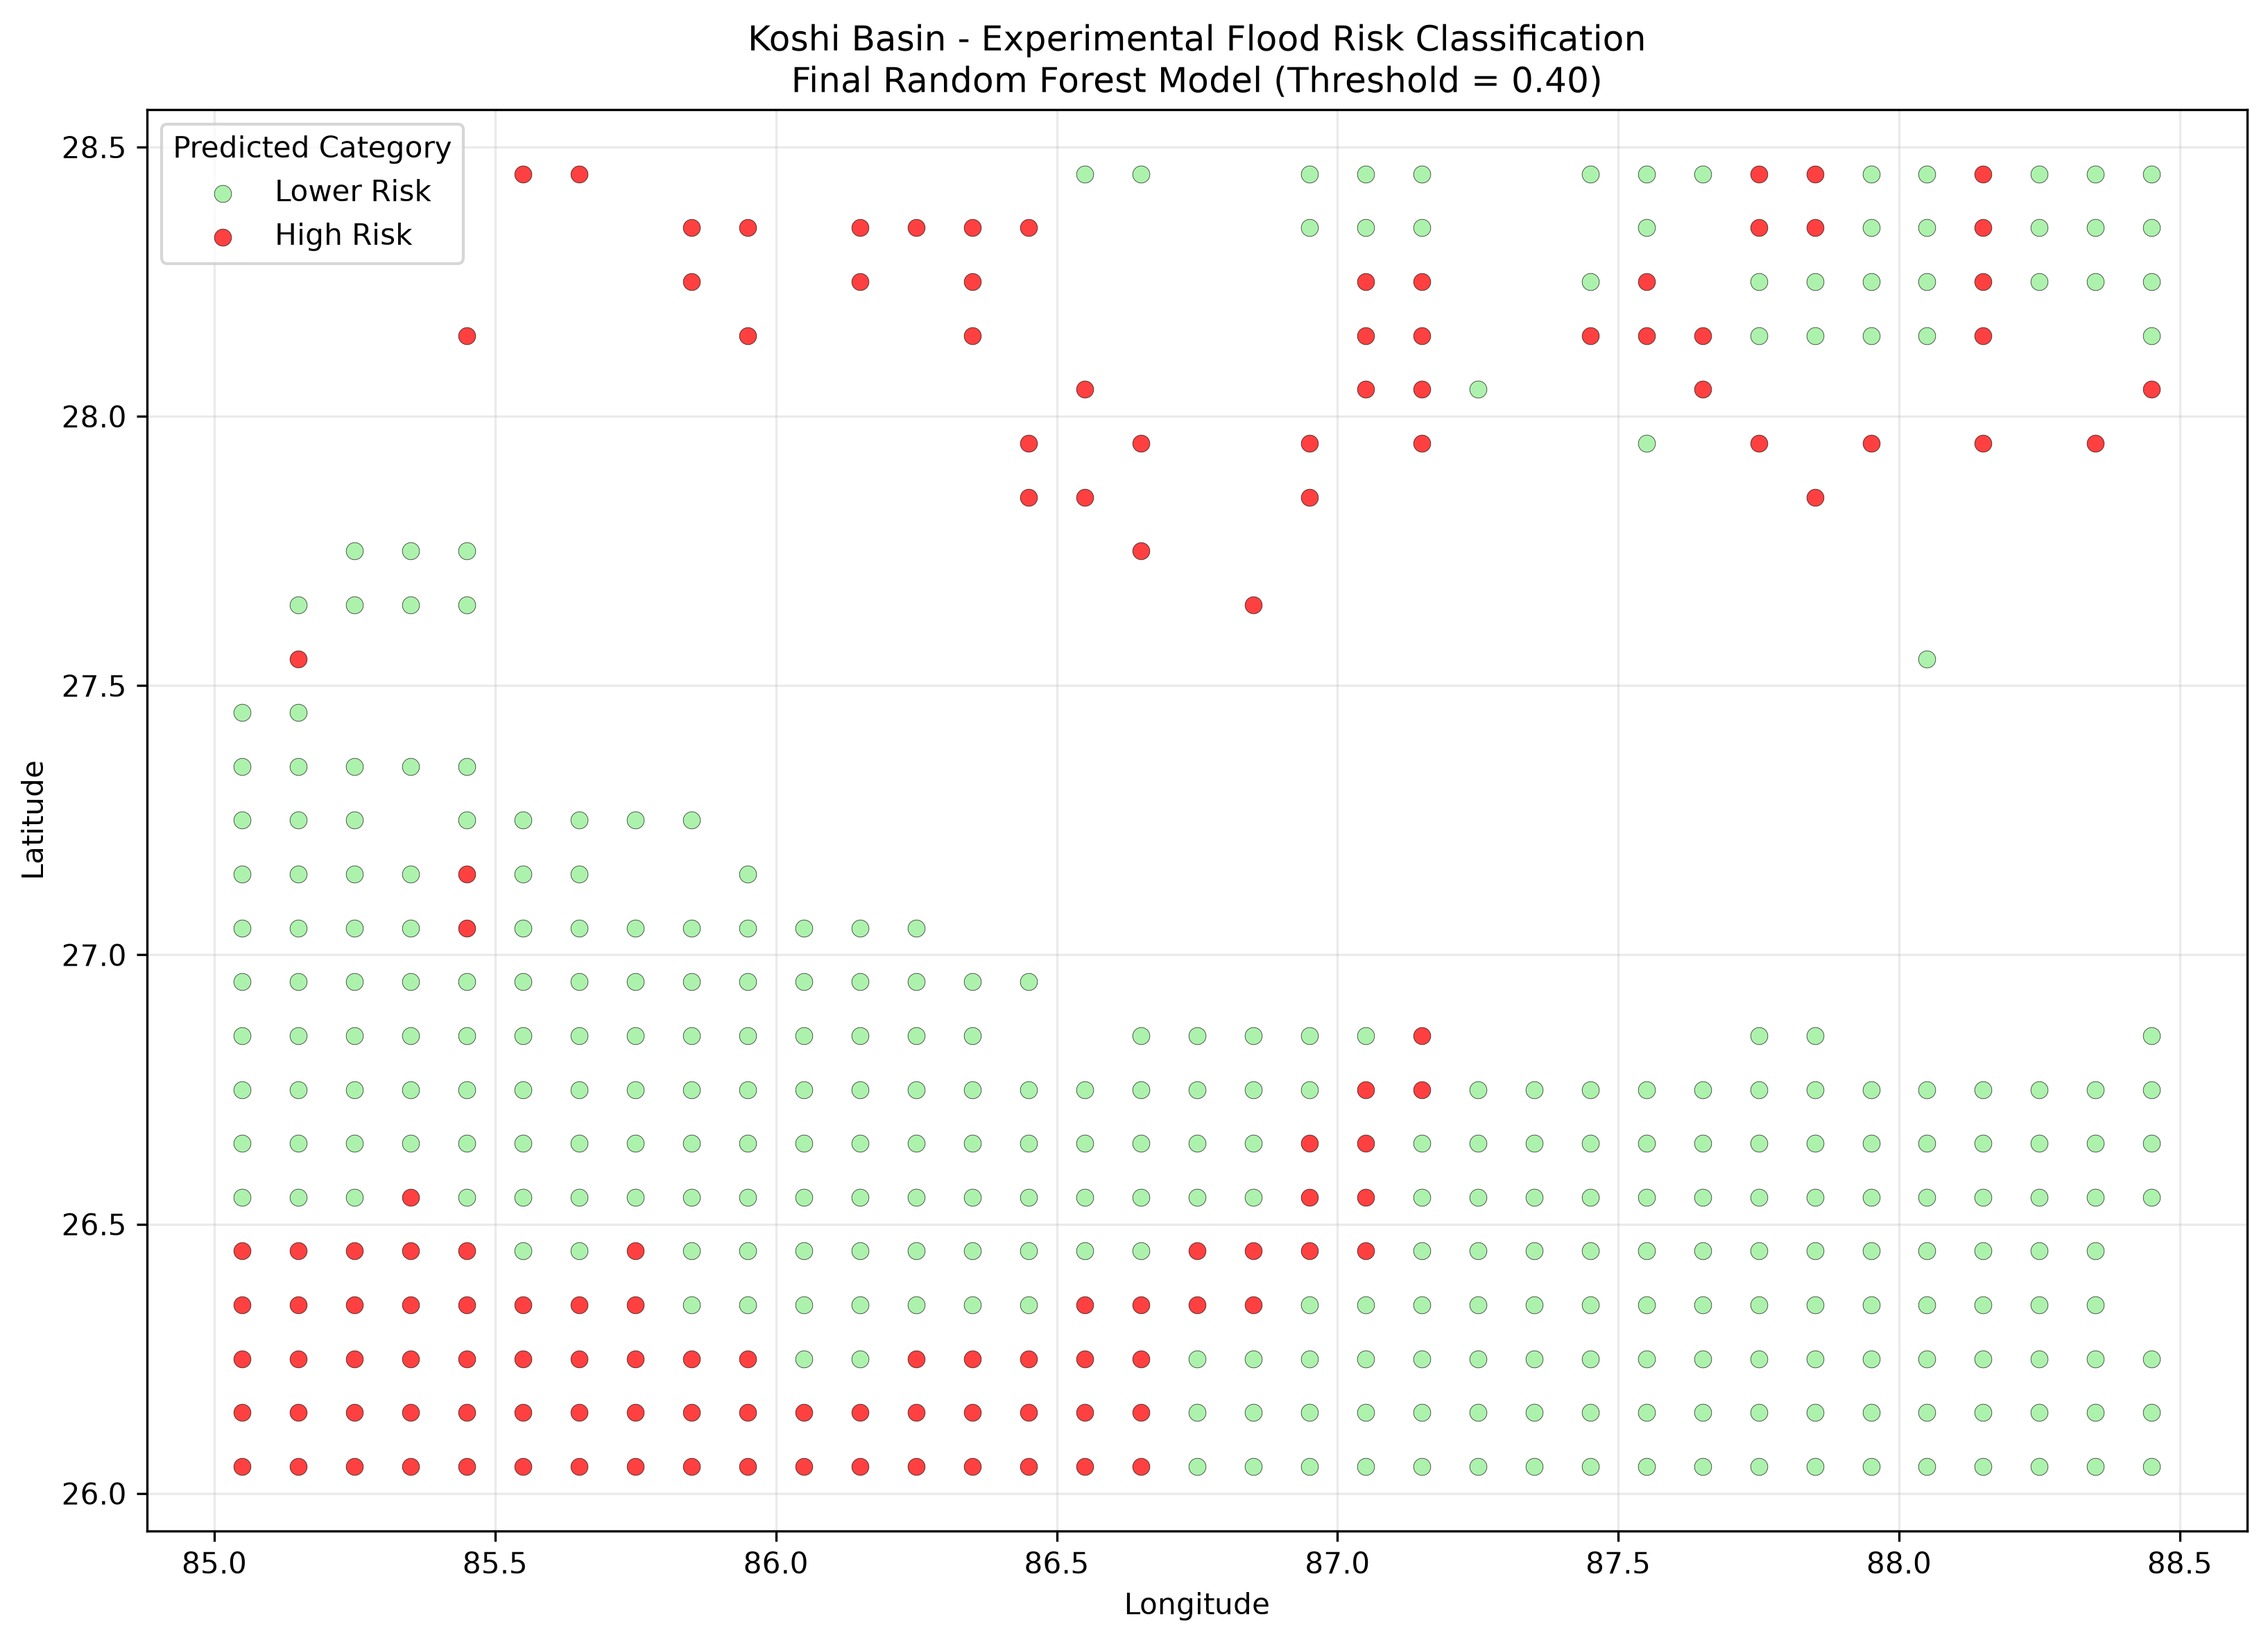 Koshi Basin - Experimental Flood Risk Classification
Final Random Forest Model (Threshold = 0.40)
Predicted Category
Lower Risk
High Risk
Latitude
28.5
28.0
27.5
27.0
26.5
26.0
85.0 85.5 86.0 86.5 87.0 87.5 88.0 88.5
Longitude